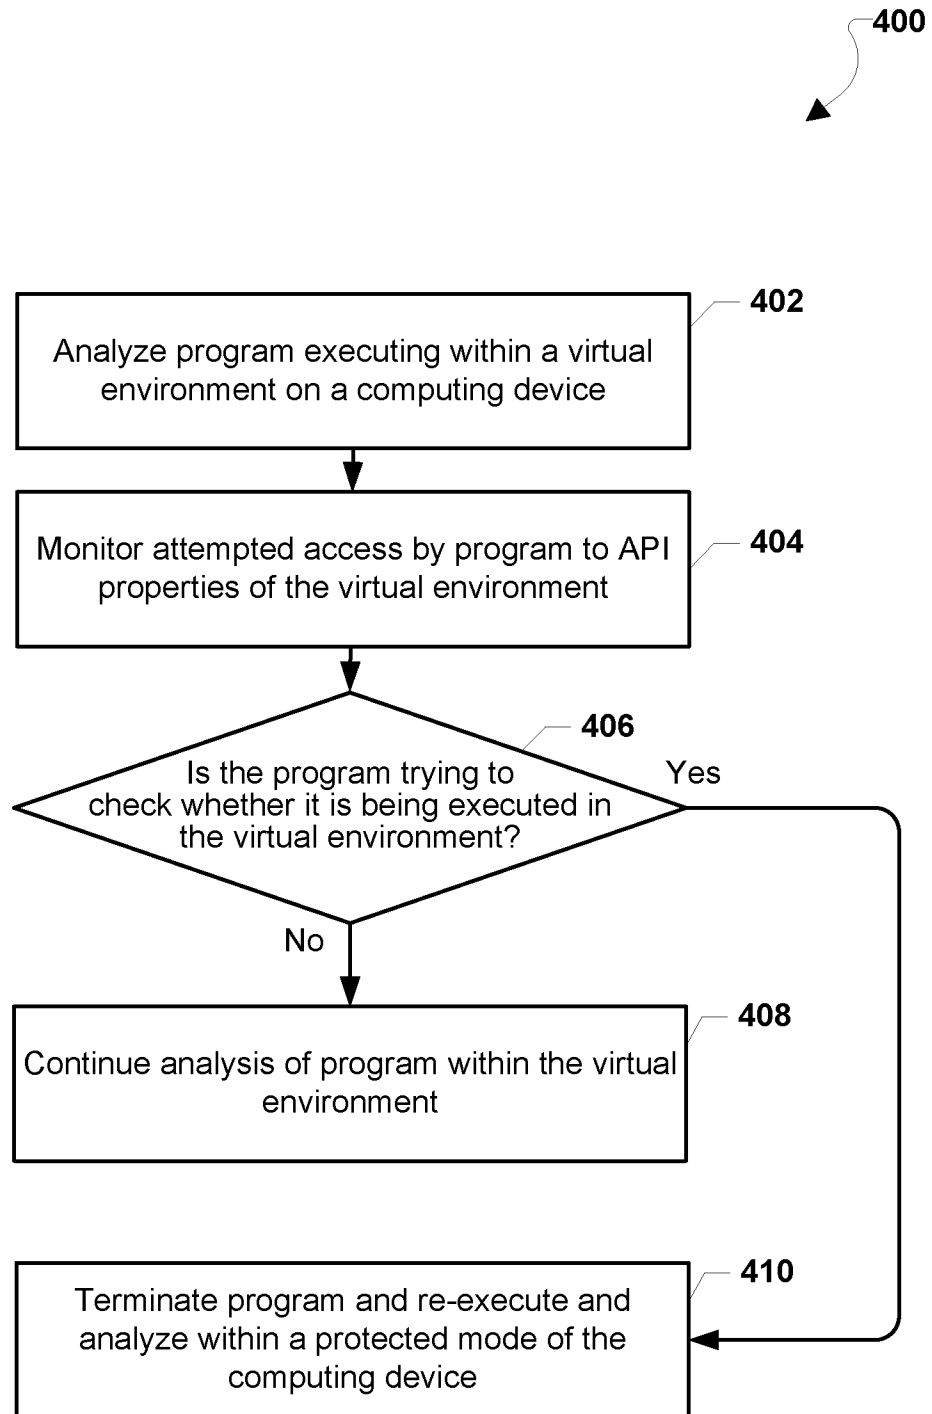 400
402
Analyze program executing within a virtual
environment on a computing device
404
Monitor attempted access by program to API
properties of the virtual environment
406
Is the program trying to
check whether it is being executed in
the virtual environment?
Yes
No
408
Continue analysis of program within the virtual
environment
410
Terminate program and re-execute and
analyze within a protected mode of the
computing device